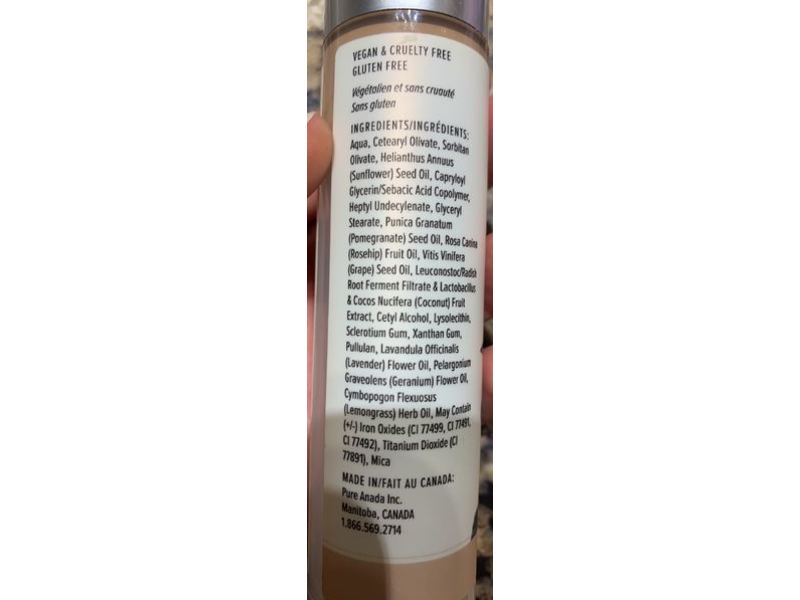 VEGAN & CRUELTY FREE
GLUTEN FREE
Végétalien et sans cruauté
Sans gluten
INGREDIENTS/INGRÉDIENTS:
Aqua, Cetearyl Olivate, Sorbitan
Olivate, Helianthus Annuus
(Sunflower) Seed Oil, Capryloyl
Glycerin/Sebacic Acid Copolymer,
Heptyl Undecylenate, Glyceryl
Stearate, Punica Granatum
(Pomegranate) Seed Oil, Rosa Canina
(Rosehip) Fruit Oil, Vitis Vinifera
(Grape) Seed Oil, Leuconostoc/Radish
Root Ferment Filtrate & Lactobacillus
& Cocos Nucifera (Coconut) Fruit
Extract, Cetyl Alcohol, Lysolecithin,
Sclerotium Gum, Xanthan Gum,
Pullulan, Lavandula Officinalis
(Lavender) Flower Oil, Pelargonium
Graveolens (Geranium) Flower Oil,
Cymbopogon Flexuosus
(Lemongrass) Herb Oil, May Contain
(+/-) Iron Oxides (CI 77499, CI 77491,
CI 77492), Titanium Dioxide (CI
77891), Mica
MADE IN/FAIT AU CANADA:
Pure Anada Inc.
Manitoba, CANADA
1.866.569.2714